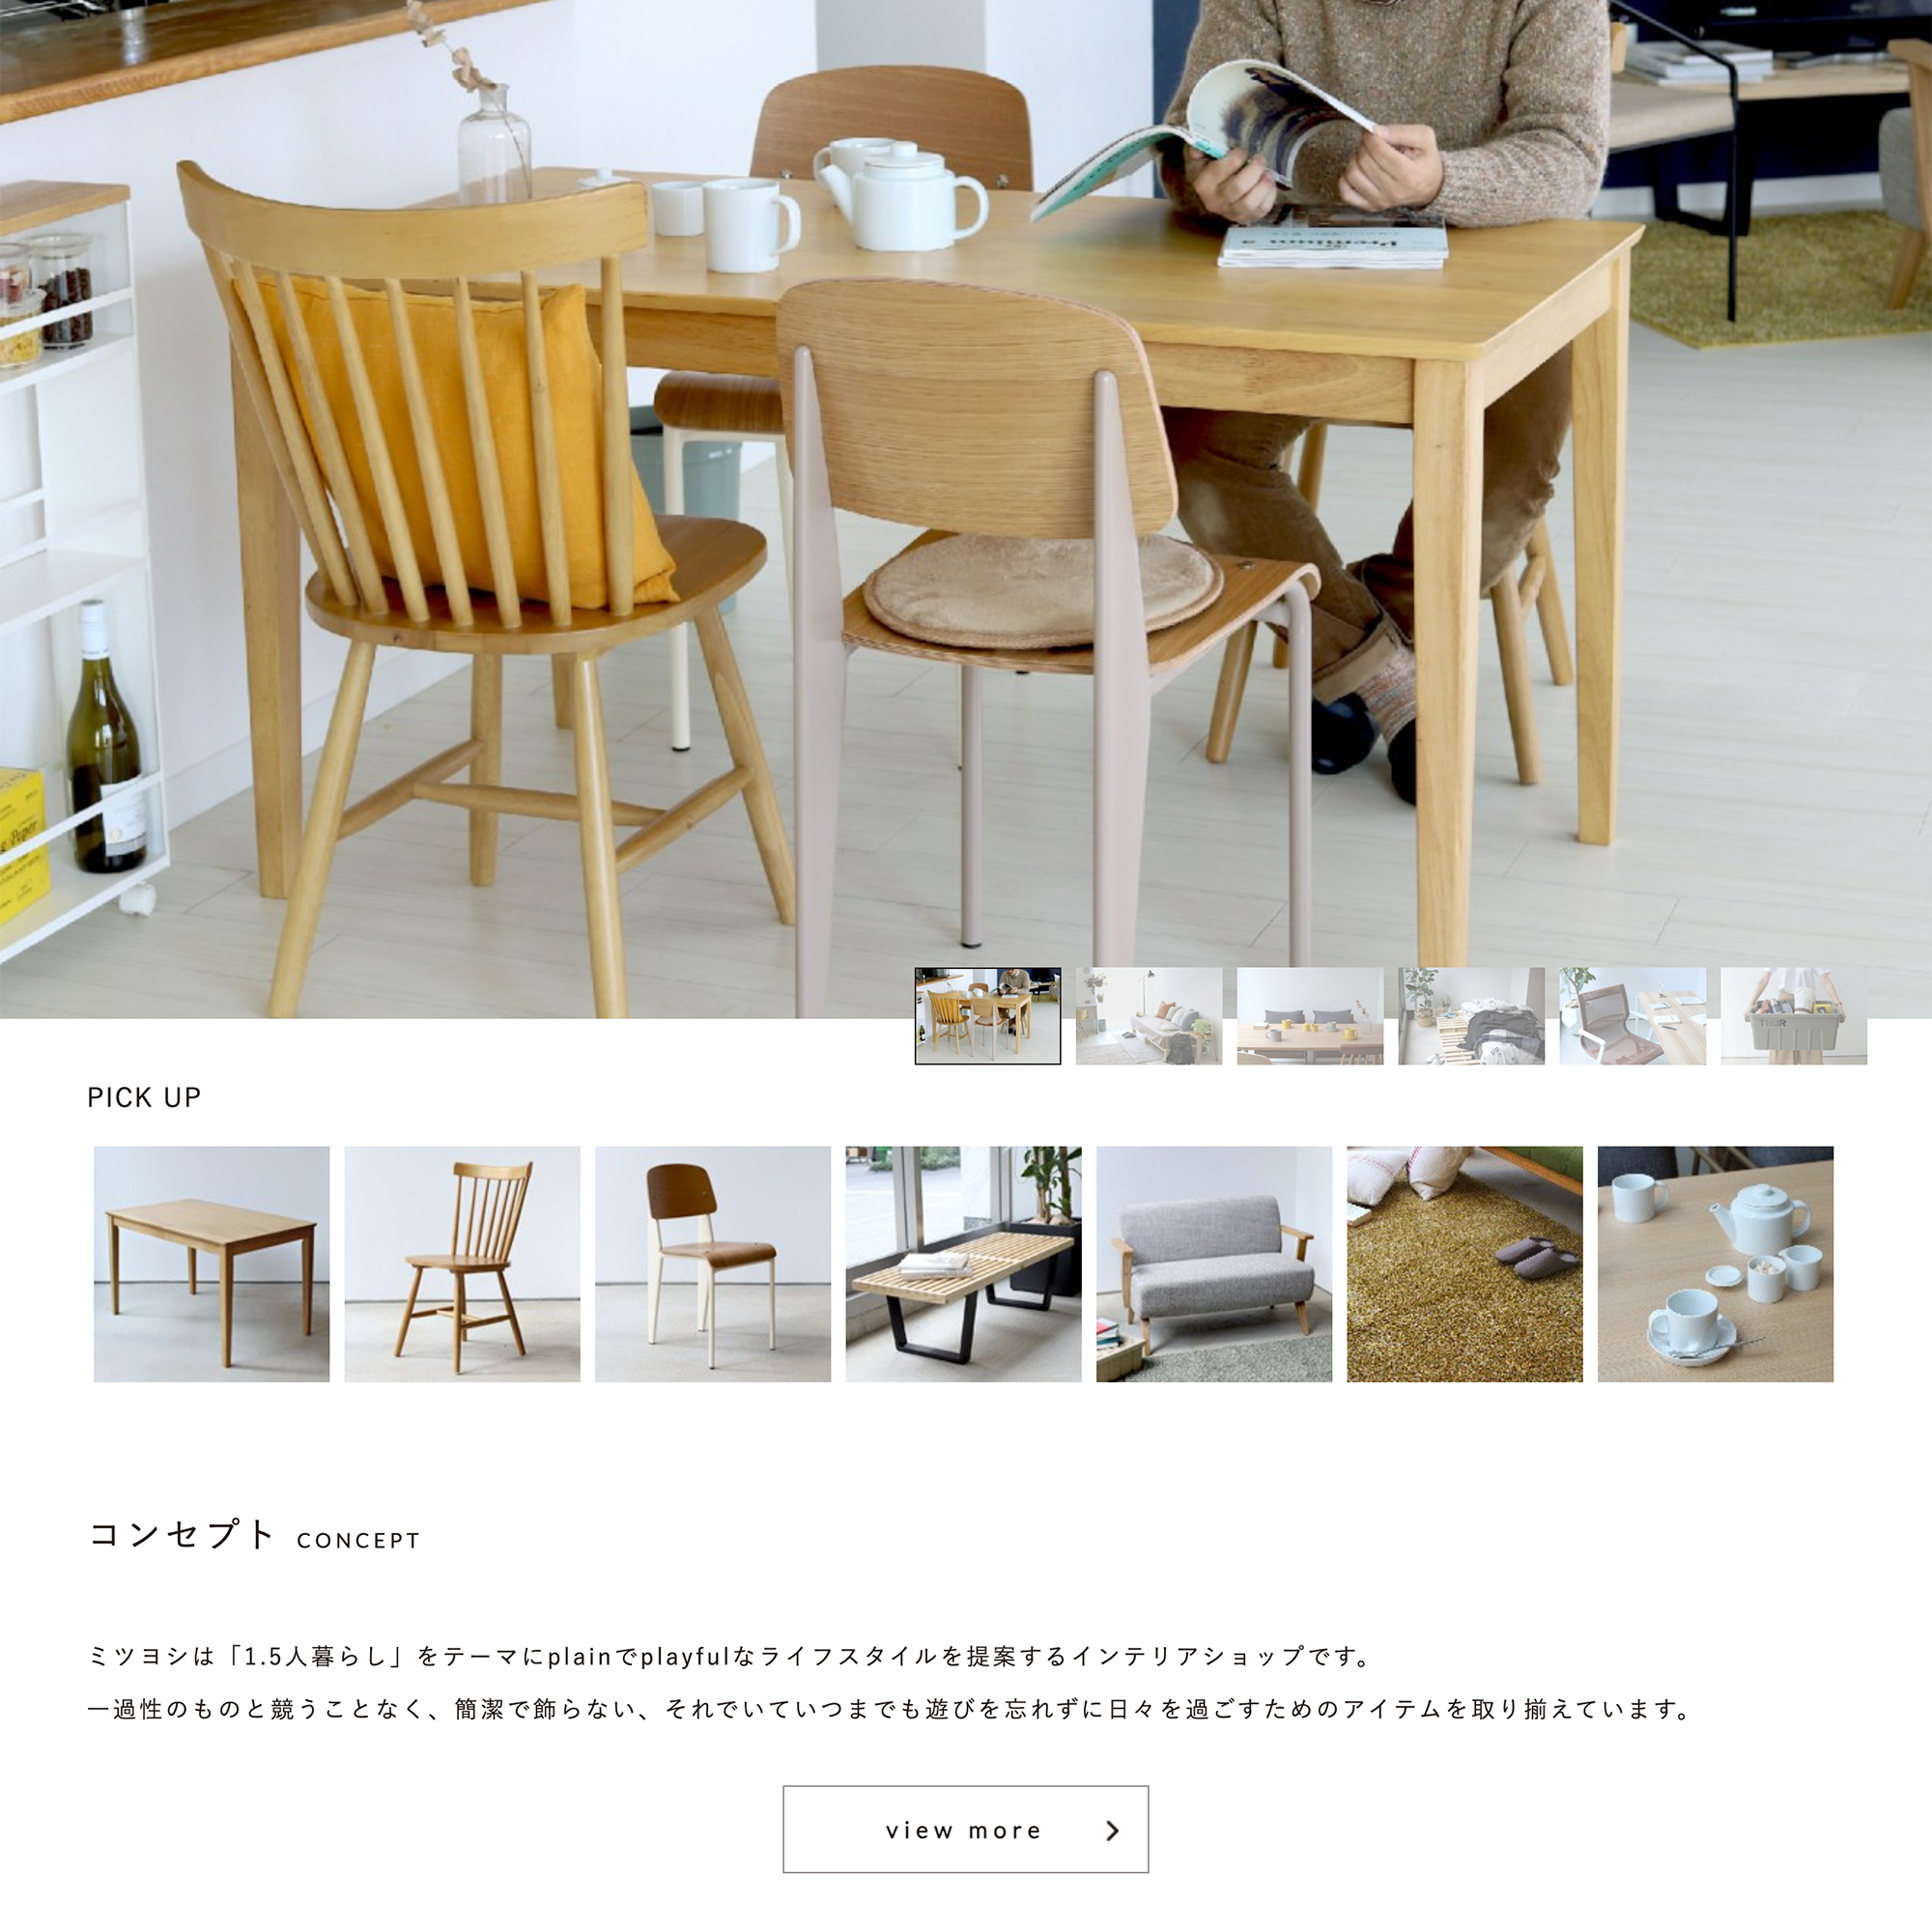 Premium
THOR
PICK UP
コンセプト CONCEPT
ミツヨシは「1.5人暮らし」をテーマにplainでplayfulなライフスタイルを提案するインテリアショップです。
一過性のものと競うことなく、簡潔で飾らない、それでいていつまでも遊びを忘れずに日々を過ごすためのアイテムを取り揃えています。
view more